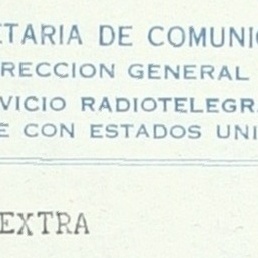 ETARIA DE COMUNIC
RECCION GENERAL
VICIO RADIOTELEGR
E CON ESTADOS UNI
EXTRA